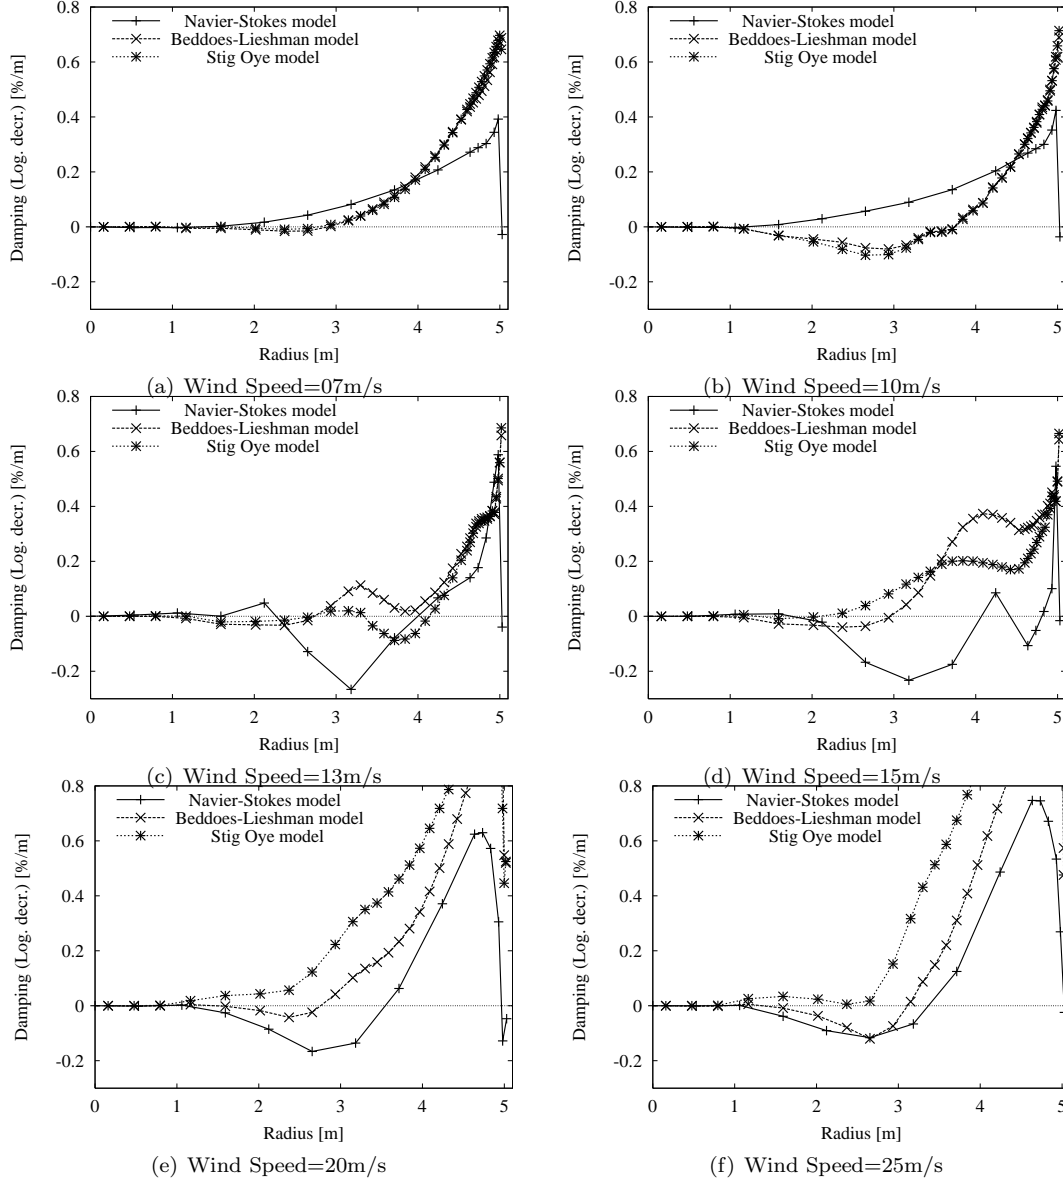 Navier-Stokes model
Beddoes-Lieshman model
Stig Oye model
Damping (Log. decr.) [%/m]
0.8
0.6
0.4
0.2
0
-0.2
0 1 2 3 4 5
Radius [m]
(a) Wind Speed=07m/s
Navier-Stokes model
Beddoes-Lieshman model
Stig Oye model
Damping (Log. decr.) [%/m]
0.8
0.6
0.4
0.2
0
-0.2
0 1 2 3 4 5
Radius [m]
(b) Wind Speed=10m/s
Navier-Stokes model
Beddoes-Lieshman model
Stig Oye model
Damping (Log. decr.) [%/m]
0.8
0.6
0.4
0.2
0
-0.2
0 1 2 3 4 5
Radius [m]
(c) Wind Speed=13m/s
Navier-Stokes model
Beddoes-Lieshman model
Stig Oye model
Damping (Log. decr.) [%/m]
0.8
0.6
0.4
0.2
0
-0.2
0 1 2 3 4 5
Radius [m]
(d) Wind Speed=15m/s
Navier-Stokes model
Beddoes-Lieshman model
Stig Oye model
Damping (Log. decr.) [%/m]
0.8
0.6
0.4
0.2
0
-0.2
0 1 2 3 4 5
Radius [m]
(e) Wind Speed=20m/s
Navier-Stokes model
Beddoes-Lieshman model
Stig Oye model
Damping (Log. decr.) [%/m]
0.8
0.6
0.4
0.2
0
-0.2
0 1 2 3 4 5
Radius [m]
(f) Wind Speed=25m/s